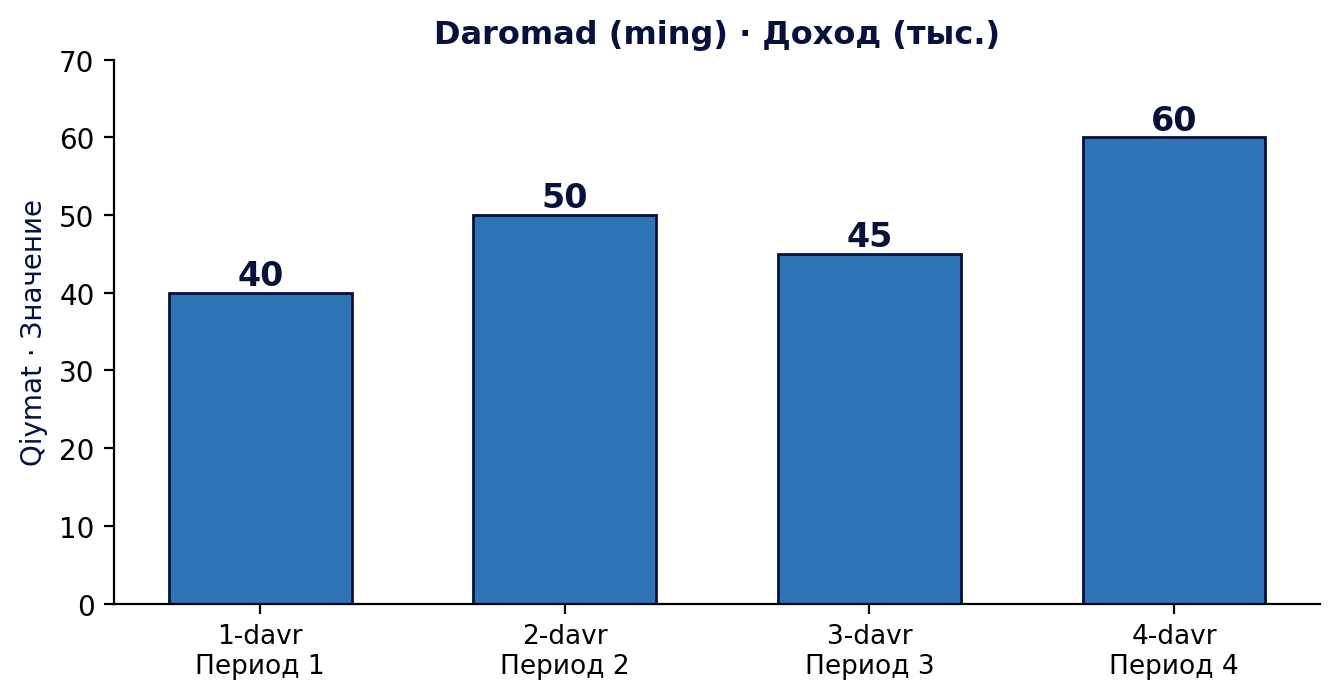 Daromad (ming) · Доход (тыс.)
Qiymat · Значение
70
60
50
40
30
20
10
0
40
50
45
60
1-davr
Период 1
2-davr
Период 2
3-davr
Период 3
4-davr
Период 4